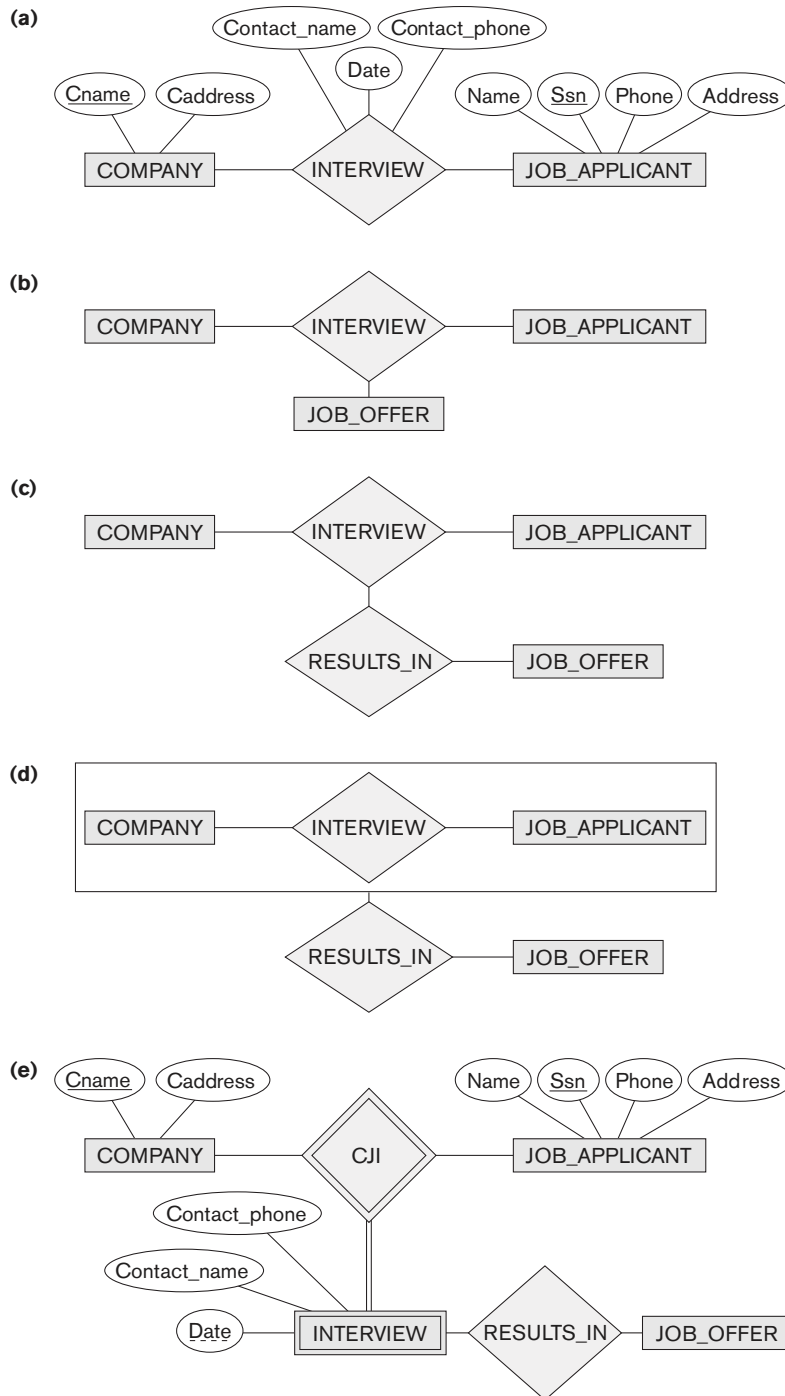 (a)
Contact_name Contact_phone
Date
Cname Caddress Name Ssn Phone Address
COMPANY INTERVIEW JOB_APPLICANT
(b)
COMPANY INTERVIEW JOB_APPLICANT
JOB_OFFER
(c)
COMPANY INTERVIEW JOB_APPLICANT
RESULTS_IN JOB_OFFER
(d)
COMPANY INTERVIEW JOB_APPLICANT
RESULTS_IN JOB_OFFER
(e)
Cname Caddress Name Ssn Phone Address
COMPANY CJI JOB_APPLICANT
Contact_phone
Contact_name
Date INTERVIEW RESULTS_IN JOB_OFFER